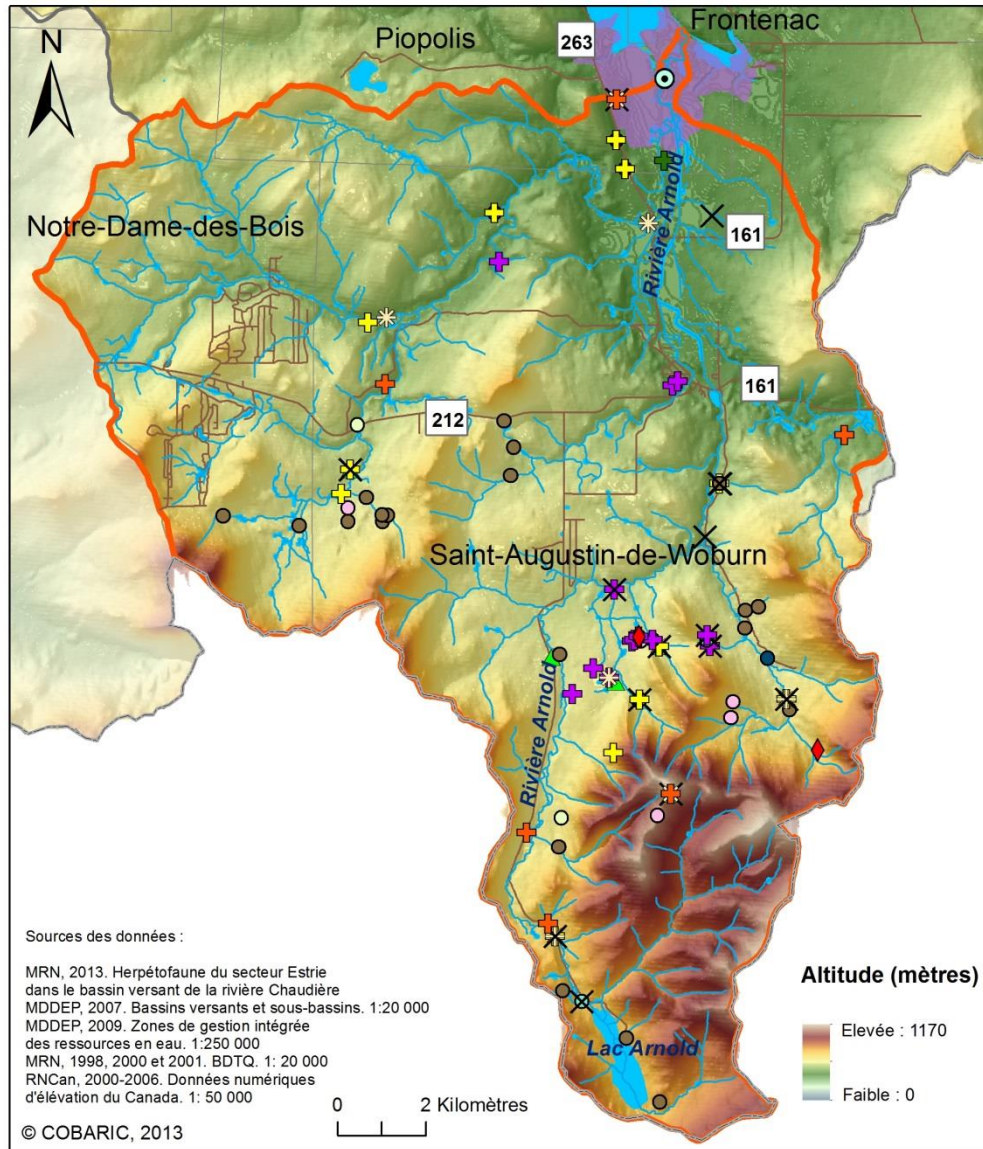 Frontenac
N
Piopolis
263
Notre-Dame-des-Bois
161
Rivière Arnold
161
212
Saint-Augustin-de-Woburn
Rivière Arnold
Sources des données :
MRN, 2013. Herpétofaune du secteur Estrie
dans le bassin versant de la rivière Chaudière
MDDEP, 2007. Bassins versants et sous-bassins. 1:20 000
MDDEP, 2009. Zones de gestion intégrée
des ressources en eau. 1:250 000
MRN, 1998, 2000 et 2001. BDTQ. 1: 20 000
RNCan, 2000-2006. Données numériques
d'élévation du Canada. 1: 50 000
© COBARIC, 2013
0 2 Kilomètres
Lac Arnold
Altitude (mètres)
Elevée : 1170
Faible : 0